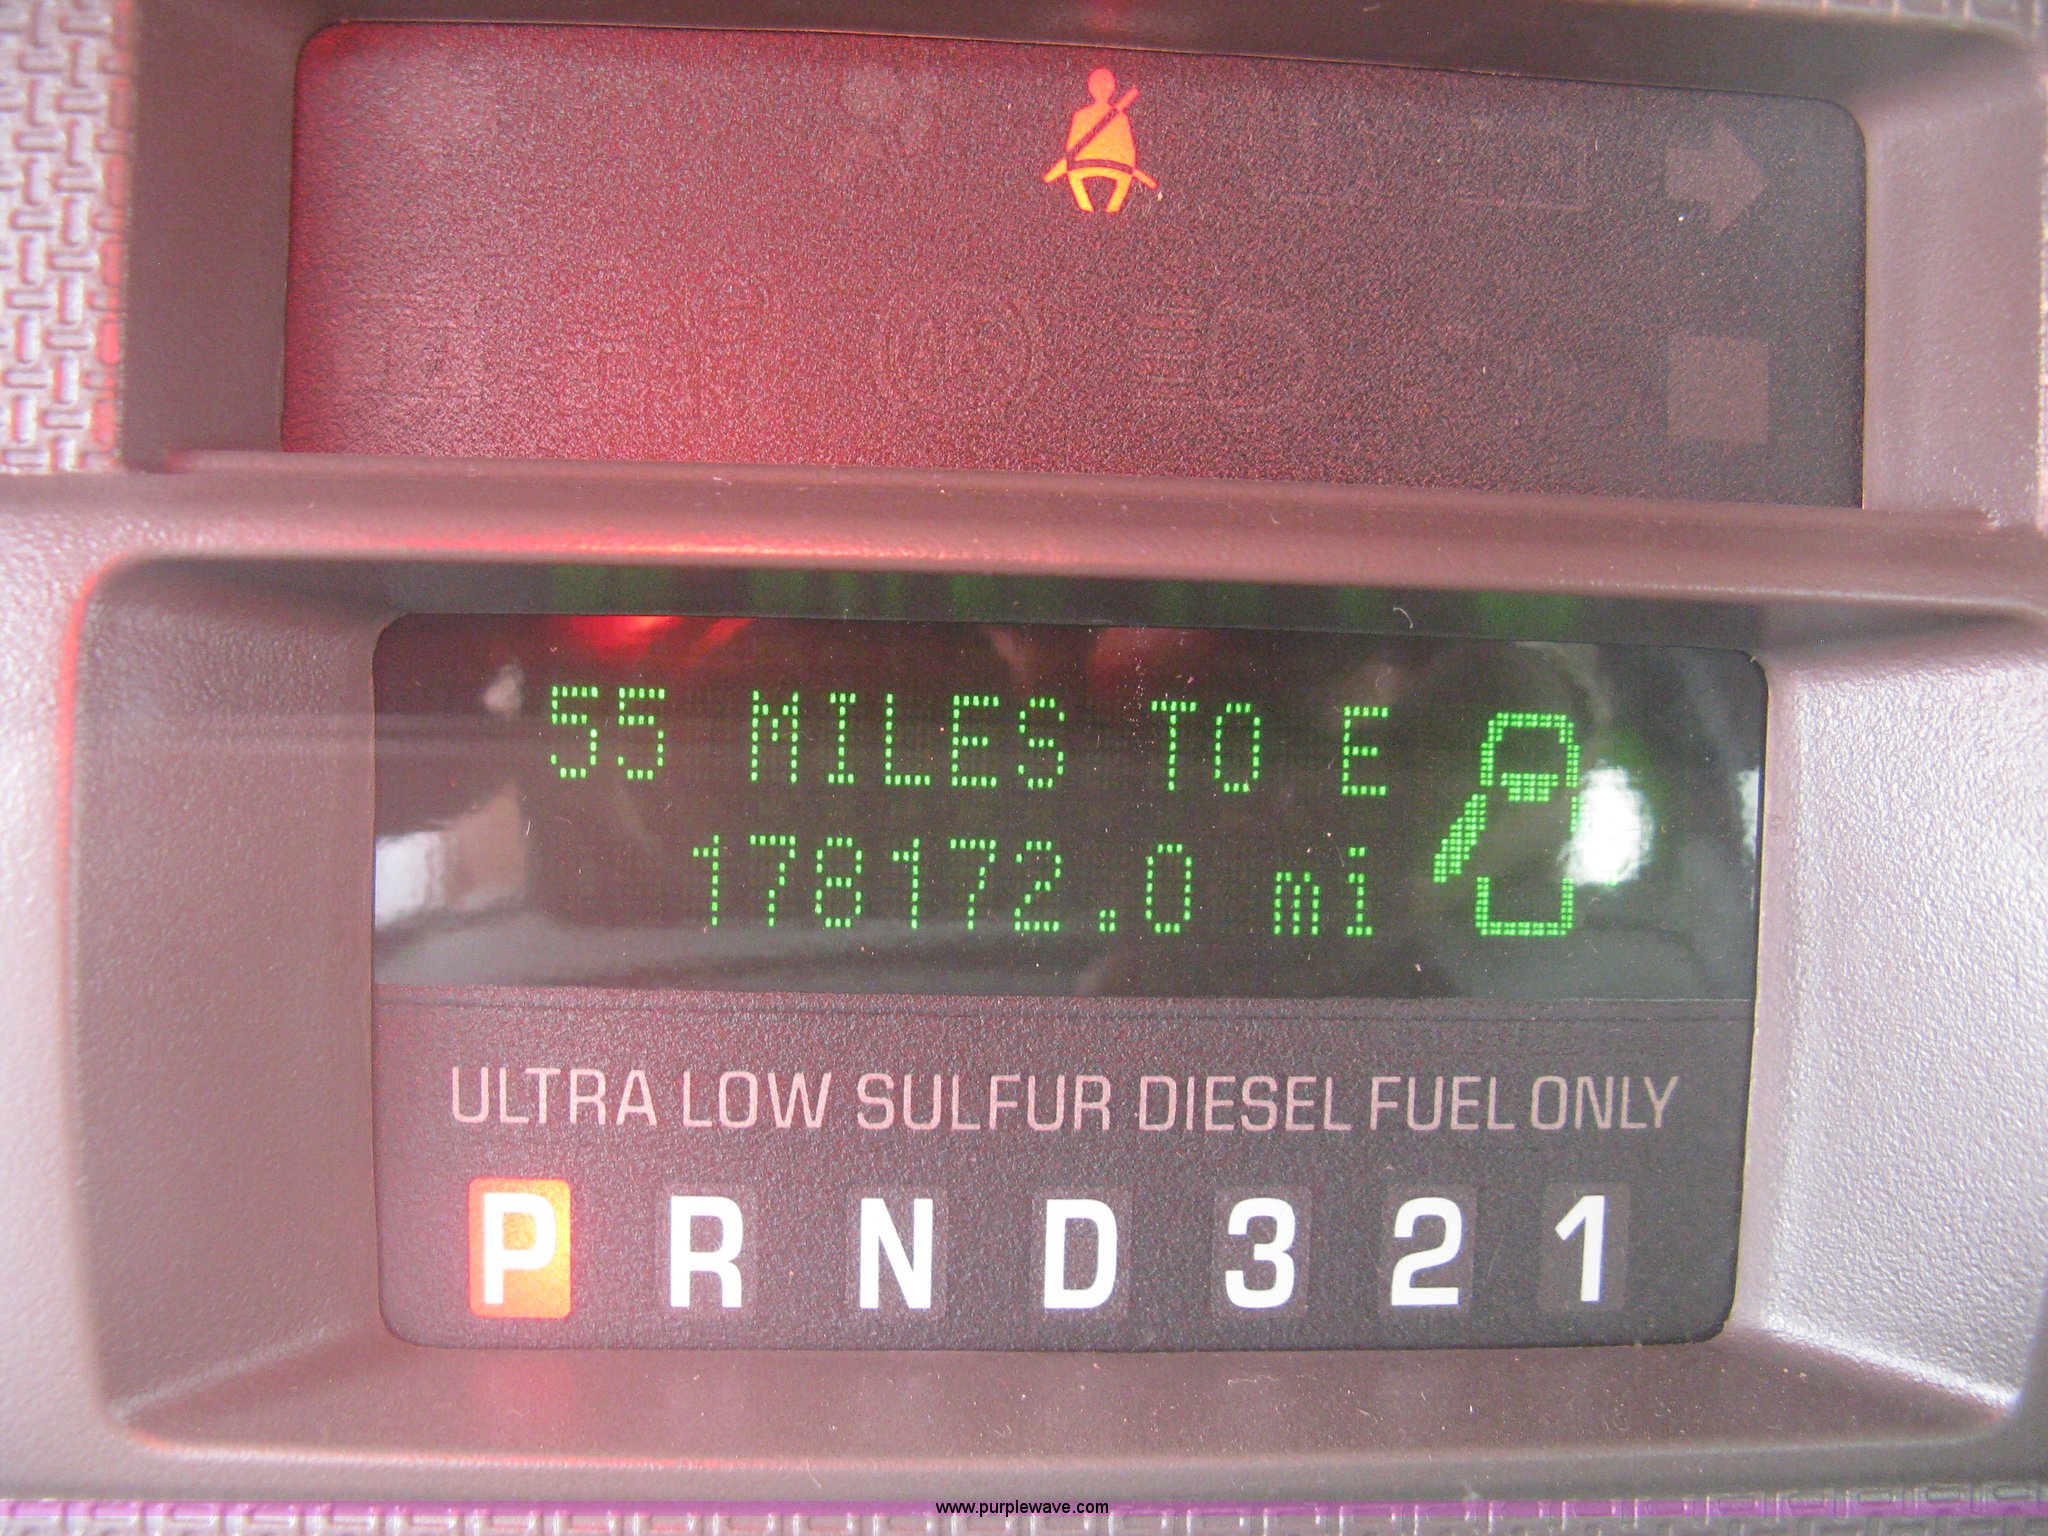 55 MILES TO E
178172.0 mi
ULTRA LOW SULFUR DIESEL FUEL ONLY
P R N D 3 2 1
www.purplewave.com